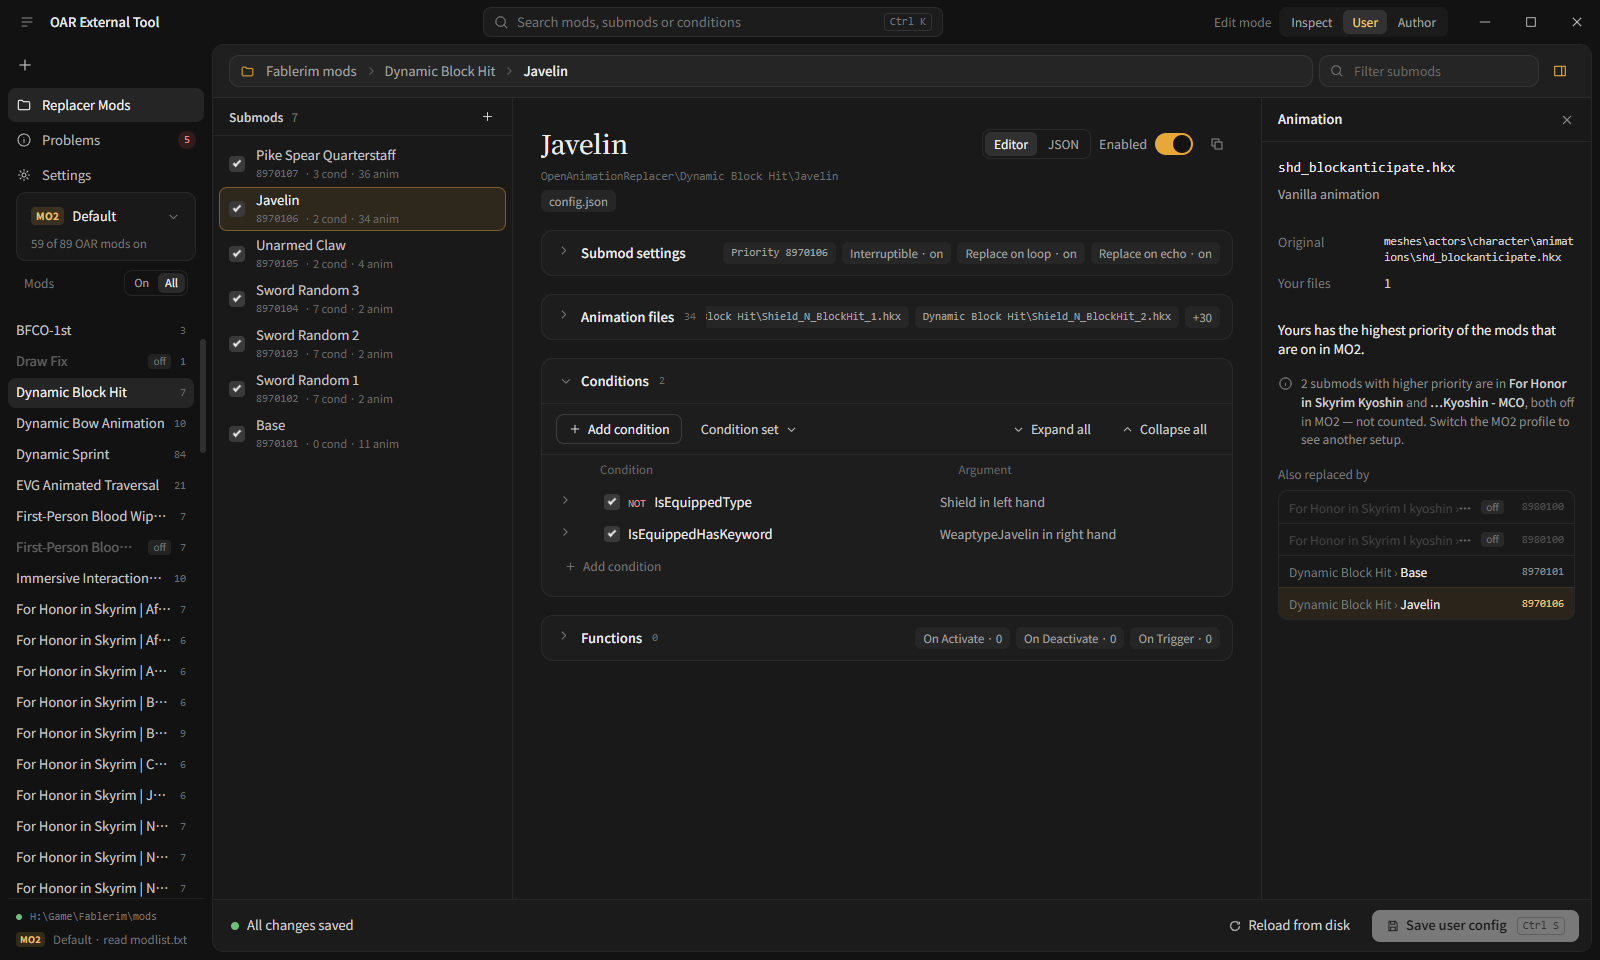 OAR External Tool
Search mods, submods or conditions
Ctrl K
Edit mode
Inspect
User
Author
Replacer Mods
Problems
5
Settings
MO2
Default
59 of 89 OAR mods on
Mods
On
All
BFCO-1st
3
Draw Fix
off
1
Dynamic Block Hit
7
Dynamic Bow Animation
10
Dynamic Sprint
84
EVG Animated Traversal
21
First-Person Blood Wip···
7
First-Person Bloo···
off
7
Immersive Interaction···
10
For Honor in Skyrim | Af···
7
For Honor in Skyrim | Af···
6
For Honor in Skyrim | A···
6
For Honor in Skyrim | B···
6
For Honor in Skyrim | B···
9
For Honor in Skyrim | C···
6
For Honor in Skyrim | J···
6
For Honor in Skyrim | N···
7
For Honor in Skyrim | N···
7
For Honor in Skyrim | N···
7
H:\Game\Fablerim\mods
MO2
Default · read modlist.txt
Fablerim mods
Dynamic Block Hit
Javelin
Filter submods
Submods 7
Pike Spear Quarterstaff
8970107 · 3 cond · 36 anim
Javelin
8970106 · 2 cond · 34 anim
Unarmed Claw
8970105 · 2 cond · 4 anim
Sword Random 3
8970104 · 7 cond · 2 anim
Sword Random 2
8970103 · 7 cond · 2 anim
Sword Random 1
8970102 · 7 cond · 2 anim
Base
8970101 · 0 cond · 11 anim
Javelin
Editor
JSON
Enabled
OpenAnimationReplacer\Dynamic Block Hit\Javelin
config.json
Submod settings
Priority 8970106
Interruptible · on
Replace on loop · on
Replace on echo · on
Animation files 34
lock Hit\Shield_N_BlockHit_1.hkx
Dynamic Block Hit\Shield_N_BlockHit_2.hkx
+30
Conditions 2
Add condition
Condition set
Expand all
Collapse all
Condition
Argument
NOT IsEquippedType
Shield in left hand
IsEquippedHasKeyword
WeaptypeJavelin in right hand
Add condition
Functions 0
On Activate · 0
On Deactivate · 0
On Trigger · 0
Animation
shd_blockanticipate.hkx
Vanilla animation
Original
meshes\actors\character\animat
ions\shd_blockanticipate.hkx
Your files
1
Yours has the highest priority of the mods that
are on in MO2.
2 submods with higher priority are in For Honor
in Skyrim Kyoshin and …Kyoshin - MCO, both off
in MO2 — not counted. Switch the MO2 profile to
see another setup.
Also replaced by
For Honor in Skyrim I kyoshin ›···
off
8980100
For Honor in Skyrim I kyoshin ›···
off
8980100
Dynamic Block Hit › Base
8970101
Dynamic Block Hit › Javelin
8970106
All changes saved
Reload from disk
Save user config
Ctrl S